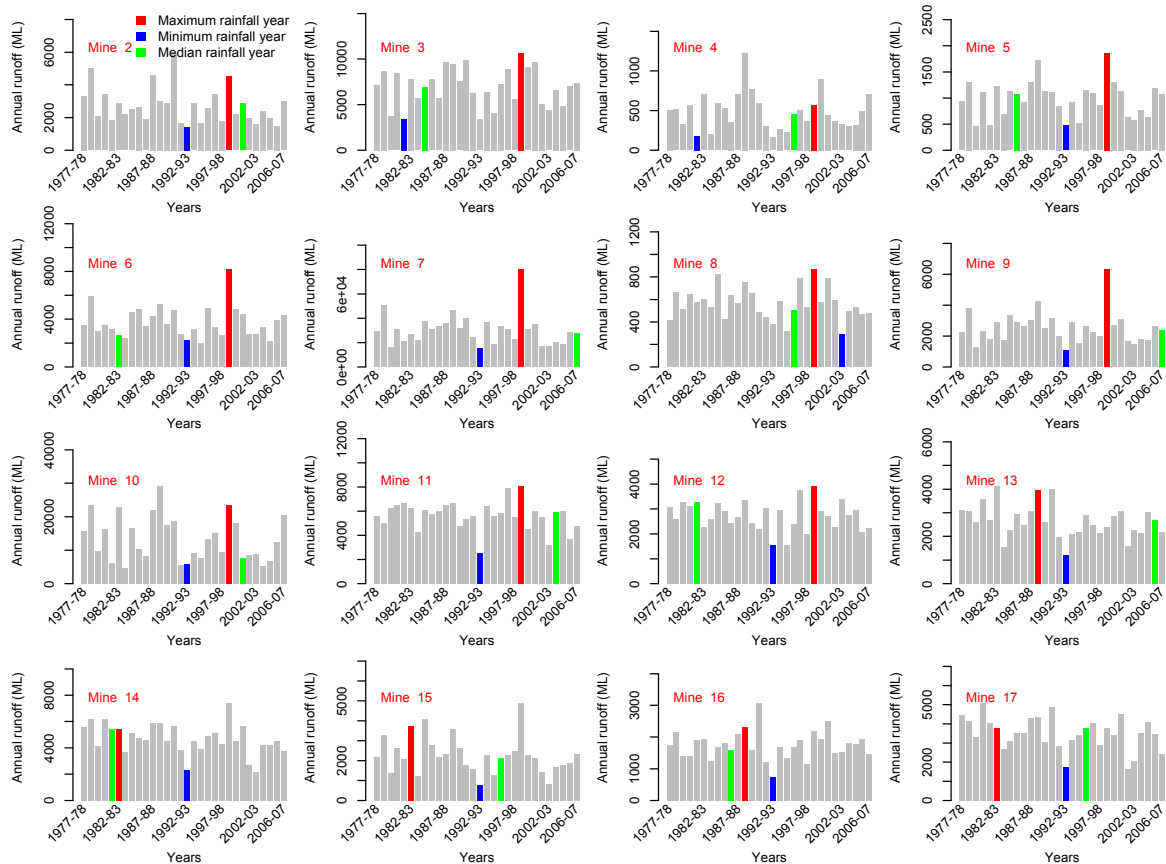 Maximum rainfall year
Minimum rainfall year
Median rainfall year
Mine 2
Annual runoff (ML)
0 2000 4000 6000
1977-78 1982-83 1987-88 1992-93 1997-98 2002-03 2006-07
Years
Mine 3
Annual runoff (ML)
0 5000 10000
1977-78 1982-83 1987-88 1992-93 1997-98 2002-03 2006-07
Years
Mine 4
Annual runoff (ML)
0 500 1000
1977-78 1982-83 1987-88 1992-93 1997-98 2002-03 2006-07
Years
Mine 5
Annual runoff (ML)
0 500 1500 2500
1977-78 1982-83 1987-88 1992-93 1997-98 2002-03 2006-07
Years
Mine 6
Annual runoff (ML)
0 4000 8000 12000
1977-78 1982-83 1987-88 1992-93 1997-98 2002-03 2006-07
Years
Mine 7
Annual runoff (ML)
0e+00 6e+04
1977-78 1982-83 1987-88 1992-93 1997-98 2002-03 2006-07
Years
Mine 8
Annual runoff (ML)
0 400 800 1200
1977-78 1982-83 1987-88 1992-93 1997-98 2002-03 2006-07
Years
Mine 9
Annual runoff (ML)
0 2000 6000
1977-78 1982-83 1987-88 1992-93 1997-98 2002-03 2006-07
Years
Mine 10
Annual runoff (ML)
0 20000 40000
1977-78 1982-83 1987-88 1992-93 1997-98 2002-03 2006-07
Years
Mine 11
Annual runoff (ML)
0 4000 8000 12000
1977-78 1982-83 1987-88 1992-93 1997-98 2002-03 2006-07
Years
Mine 12
Annual runoff (ML)
0 2000 4000
1977-78 1982-83 1987-88 1992-93 1997-98 2002-03 2006-07
Years
Mine 13
Annual runoff (ML)
0 2000 4000 6000
1977-78 1982-83 1987-88 1992-93 1997-98 2002-03 2006-07
Years
Mine 14
Annual runoff (ML)
0 4000 8000
1977-78 1982-83 1987-88 1992-93 1997-98 2002-03 2006-07
Years
Mine 15
Annual runoff (ML)
0 2000 5000
1977-78 1982-83 1987-88 1992-93 1997-98 2002-03 2006-07
Years
Mine 16
Annual runoff (ML)
0 1000 3000
1977-78 1982-83 1987-88 1992-93 1997-98 2002-03 2006-07
Years
Mine 17
Annual runoff (ML)
0 2000 5000
1977-78 1982-83 1987-88 1992-93 1997-98 2002-03 2006-07
Years